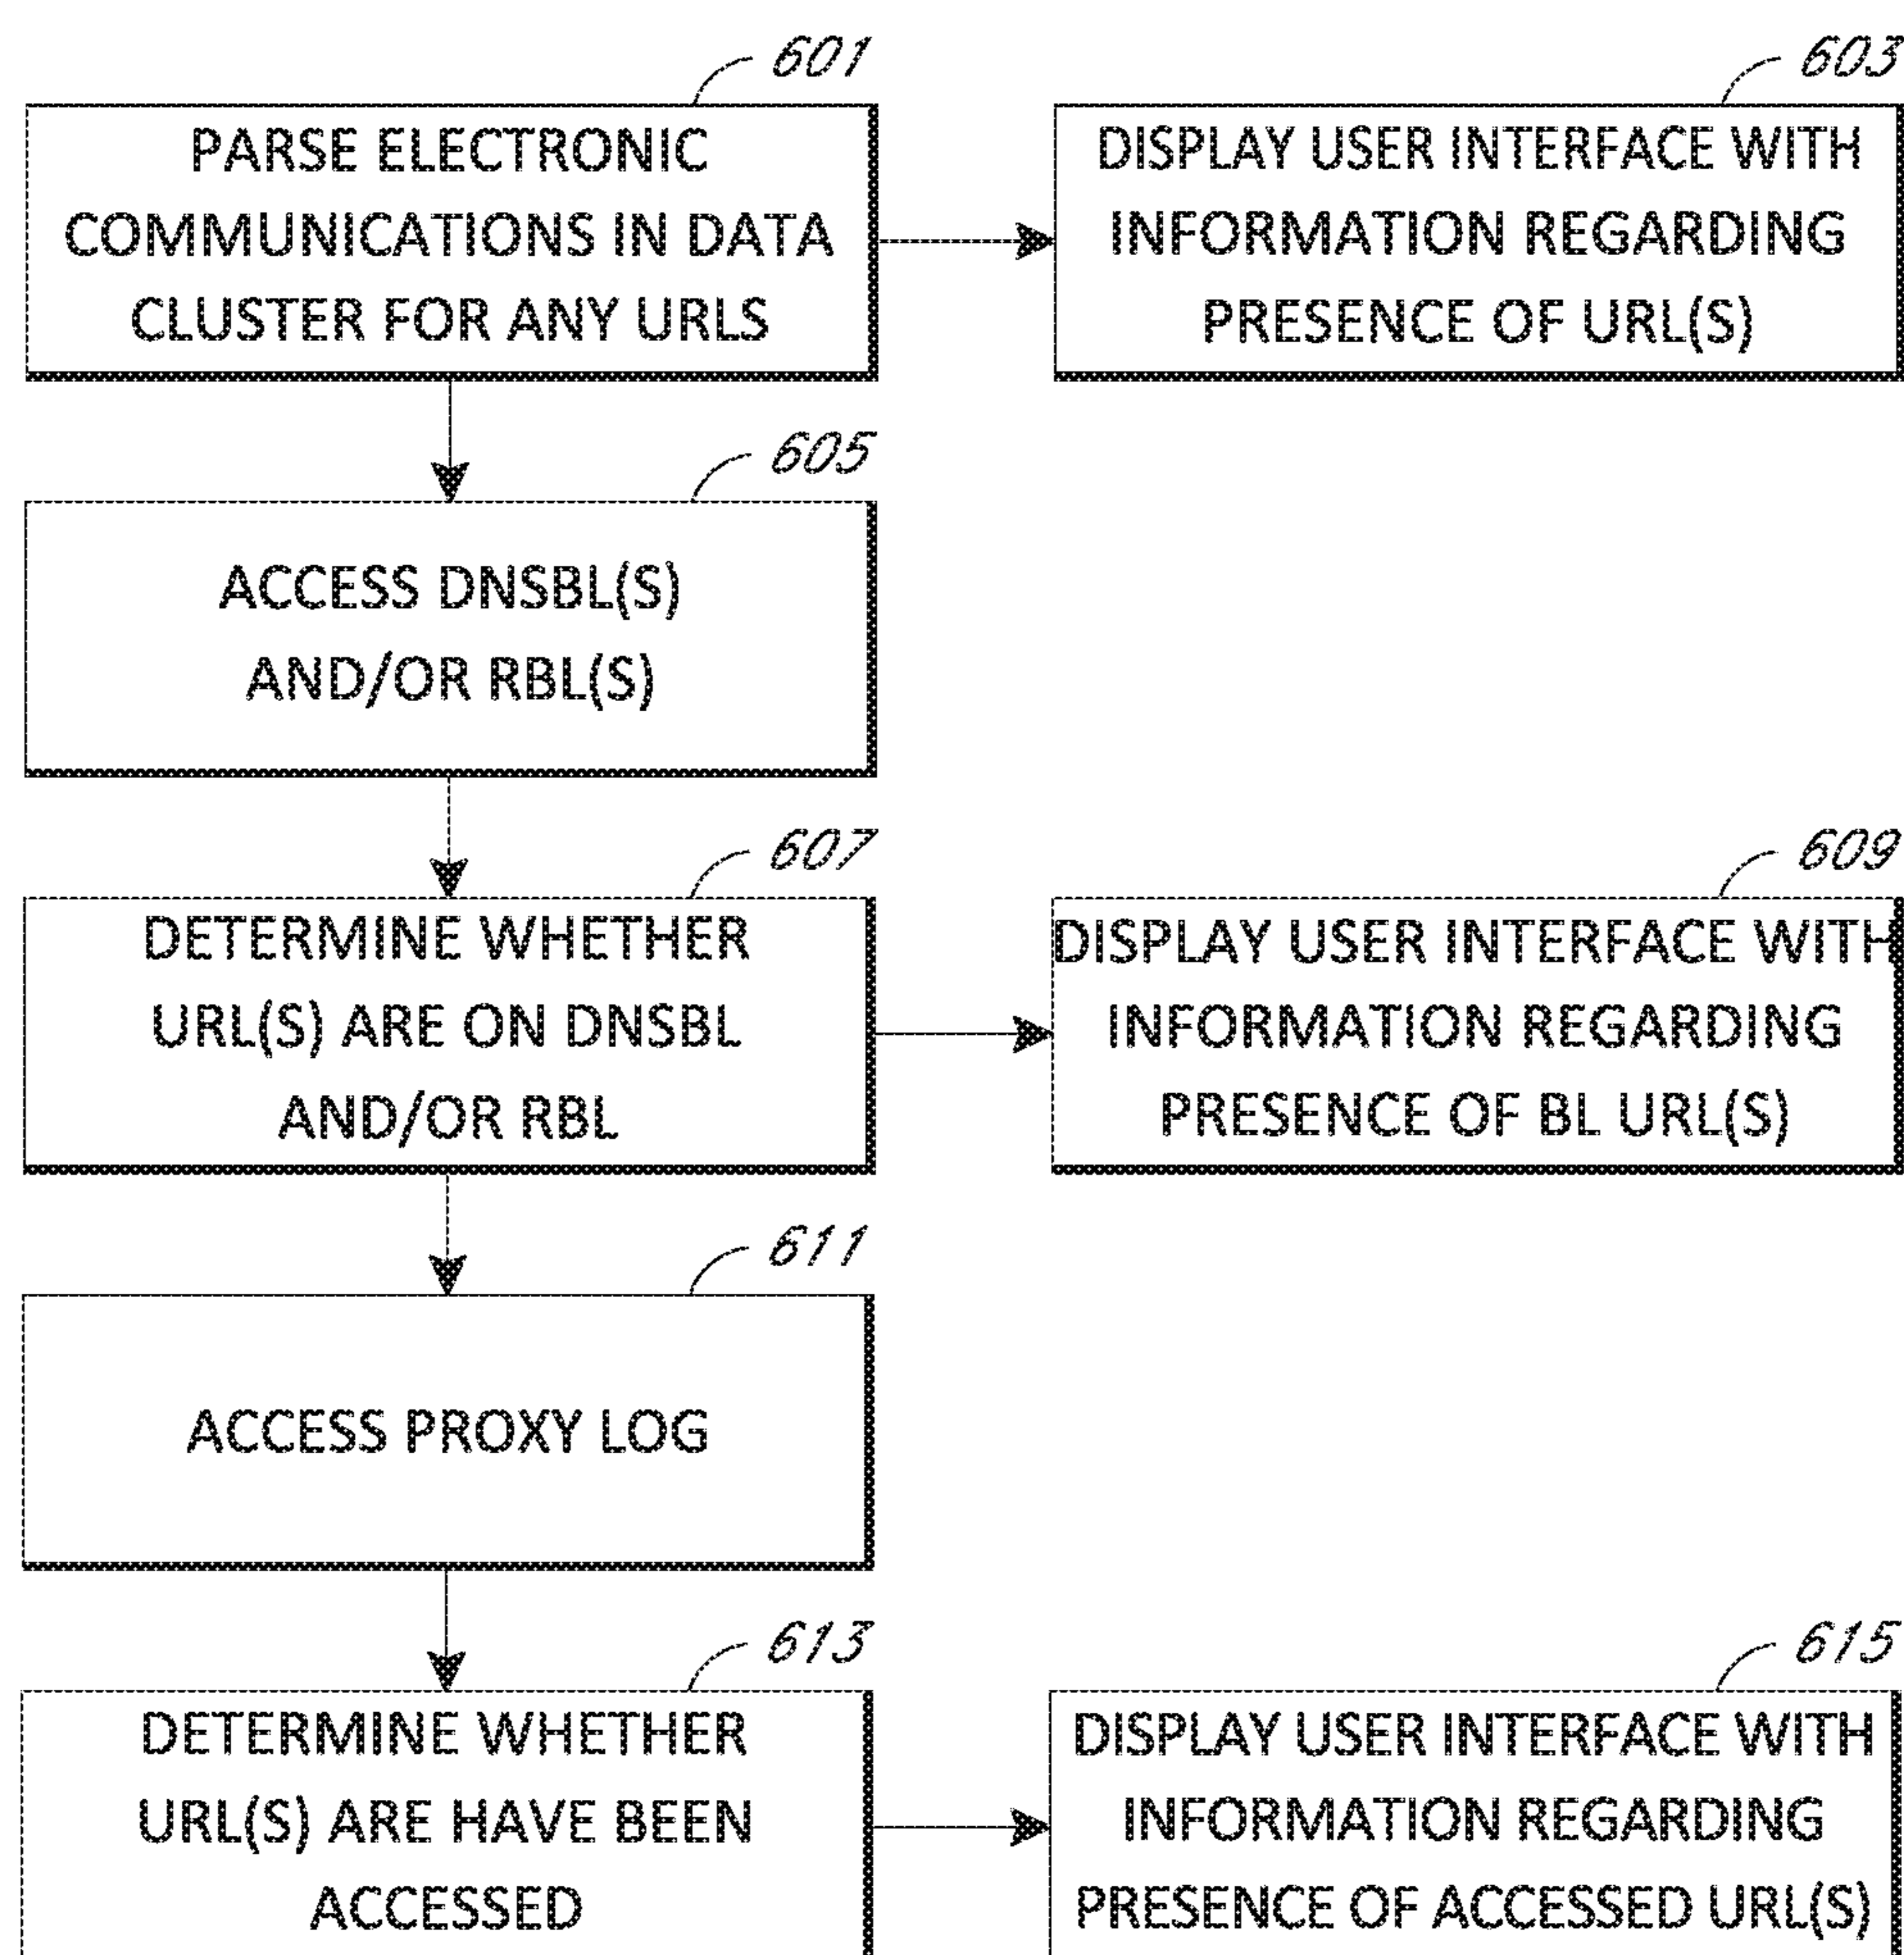 601
PARSE ELECTRONIC
COMMUNICATIONS IN DATA
CLUSTER FOR ANY URLS
603
DISPLAY USER INTERFACE WITH
INFORMATION REGARDING
PRESENCE OF URL(S)
605
ACCESS DNSBL(S)
AND/OR RBL(S)
607
DETERMINE WHETHER
URL(S) ARE ON DNSBL
AND/OR RBL
609
DISPLAY USER INTERFACE WITH
INFORMATION REGARDING
PRESENCE OF BL URL(S)
611
ACCESS PROXY LOG
613
DETERMINE WHETHER
URL(S) ARE HAVE BEEN
ACCESSED
615
DISPLAY USER INTERFACE WITH
INFORMATION REGARDING
PRESENCE OF ACCESSED URL(S)